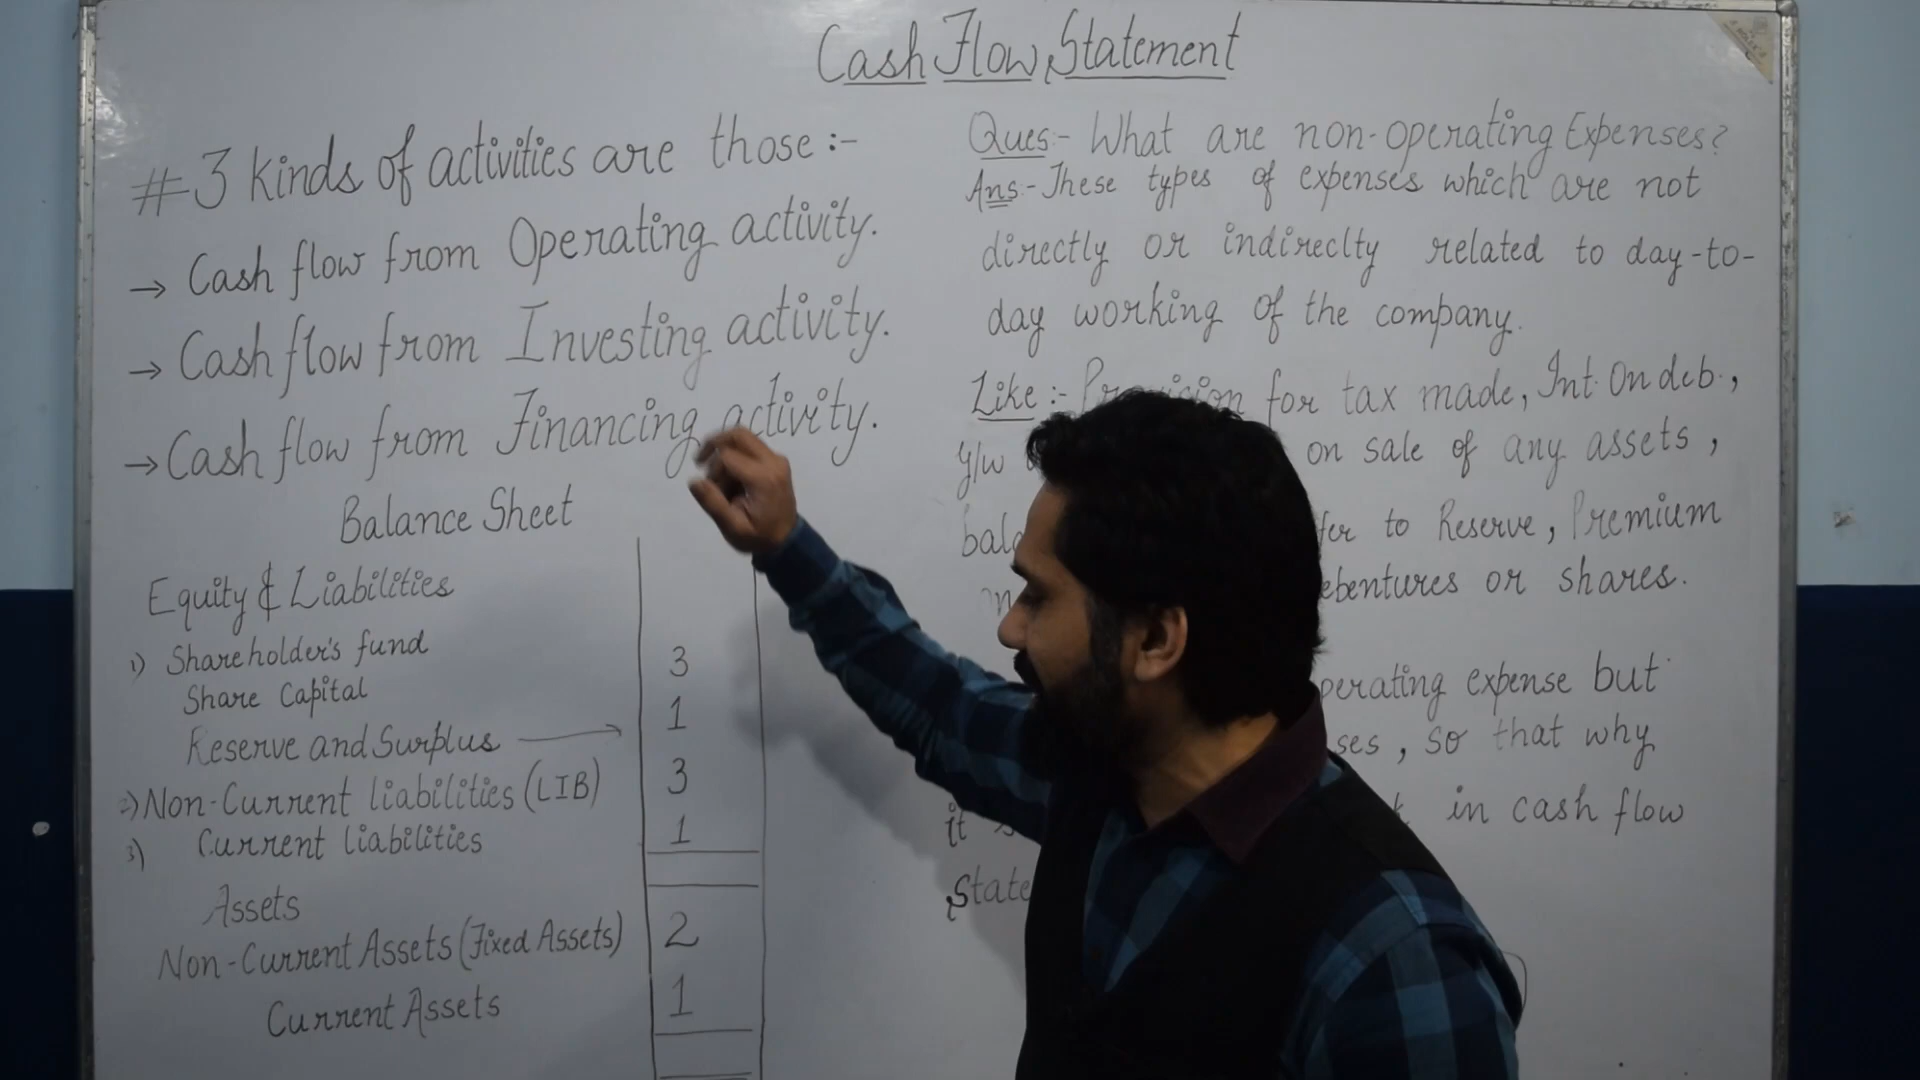 Cash Flow Statement
# 3 kinds of activities are those :-
→ Cash flow from Operating activity.
→ Cash flow from Investing activity.
→ Cash flow from Financing activity.
Balance Sheet
Equity & Liabilities
1) Shareholder's fund 3
Share Capital
Reserve and Surplus → 1
2) Non-Current liabilities (LIB) 3
3) Current liabilities 1
Assets
Non-Current Assets (Fixed Assets) 2
Current Assets 1
Ques:- What are non-operating Expenses?
Ans:- These types of expenses which are not
directly or indireclty related to day-to-
day working of the company.
Like :- Provision for tax made, Int. On deb.,
y/w on sale of any assets,
to Reserve, Premium
or shares.
expense but
, so that why
it in cash flow